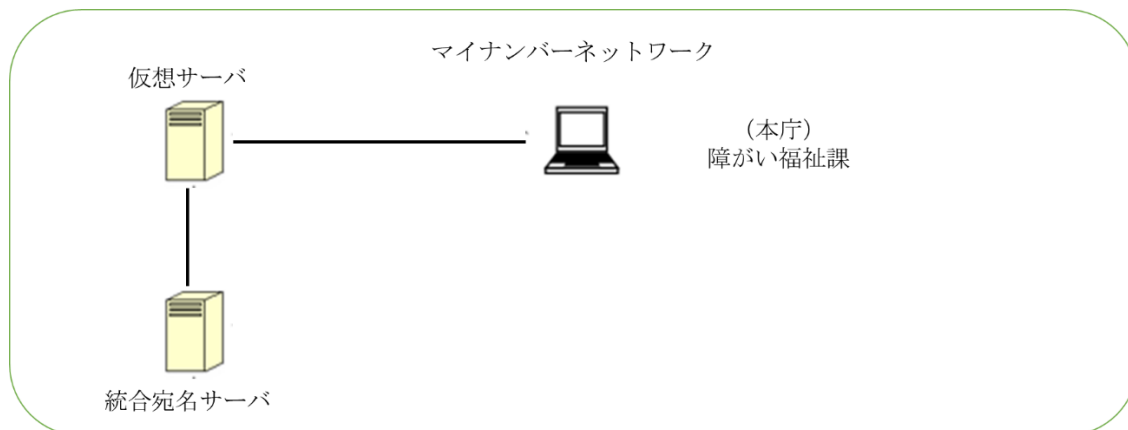 マイナンバーネットワーク
仮想サーバ
（本庁）
障がい福祉課
統合宛名サーバ